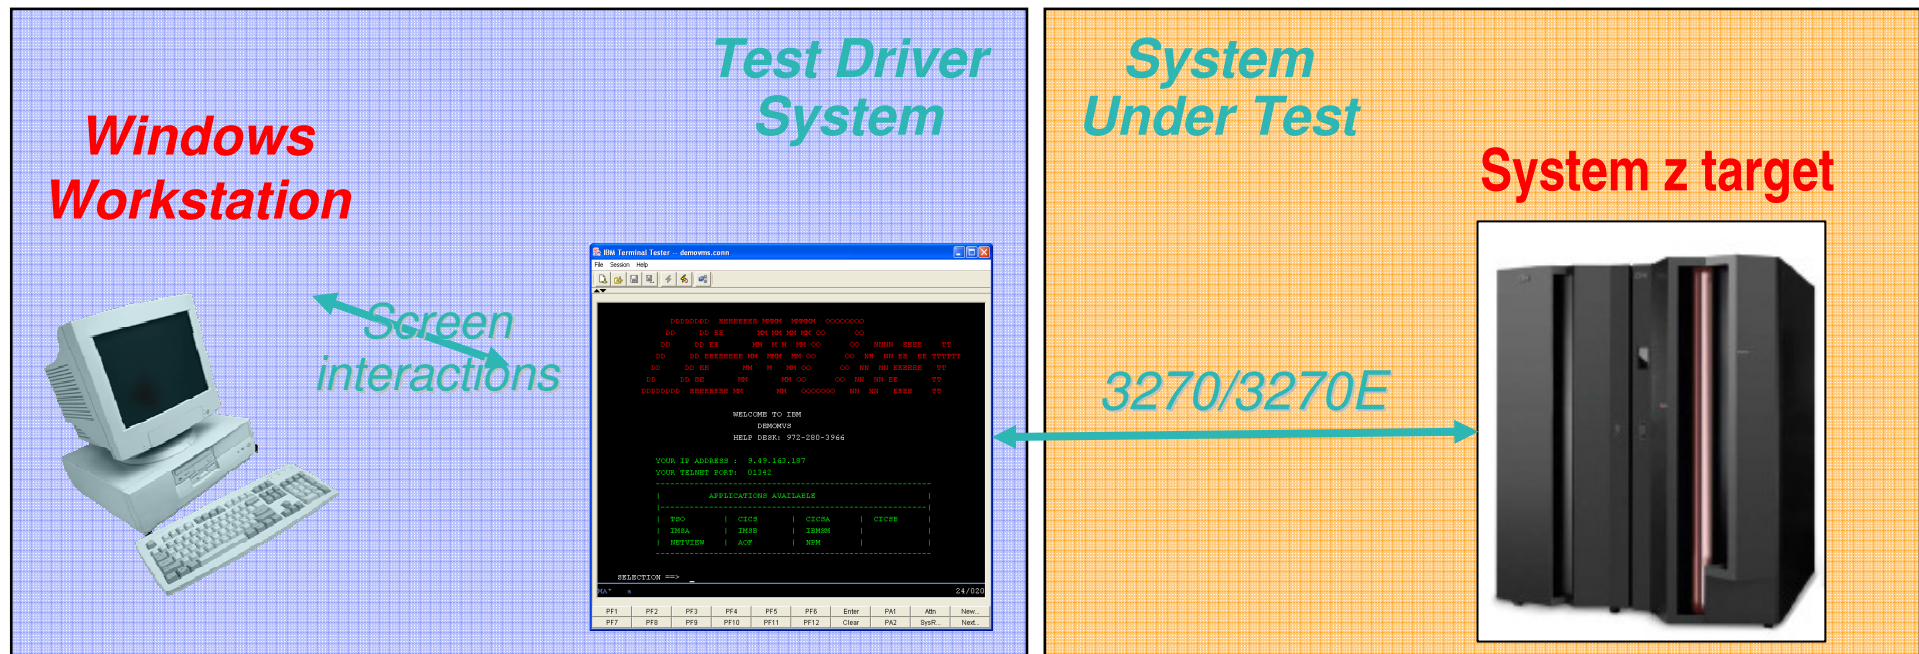 Test Driver
System
System
Under Test
Windows
Workstation
System z target
Screen
interactions
3270/3270E
IBM Terminal Tester -- demomvs.conn
File Session Help
WELCOME TO IBM
DEMOMVS
HELP DESK: 972-280-3966
YOUR IP ADDRESS : 9.49.163.187
YOUR TELNET PORT: 01342
APPLICATIONS AVAILABLE
| TSO | CICS | CICSA | CICSB |
| IMSA | IMSB | IBMSM | |
| NETVIEW | AOF | NPM | |
SELECTION ==> _
MA* a 24/020
PF1 PF2 PF3 PF4 PF5 PF6 Enter PA1 Attn New...
PF7 PF8 PF9 PF10 PF11 PF12 Clear PA2 SysR... Next...